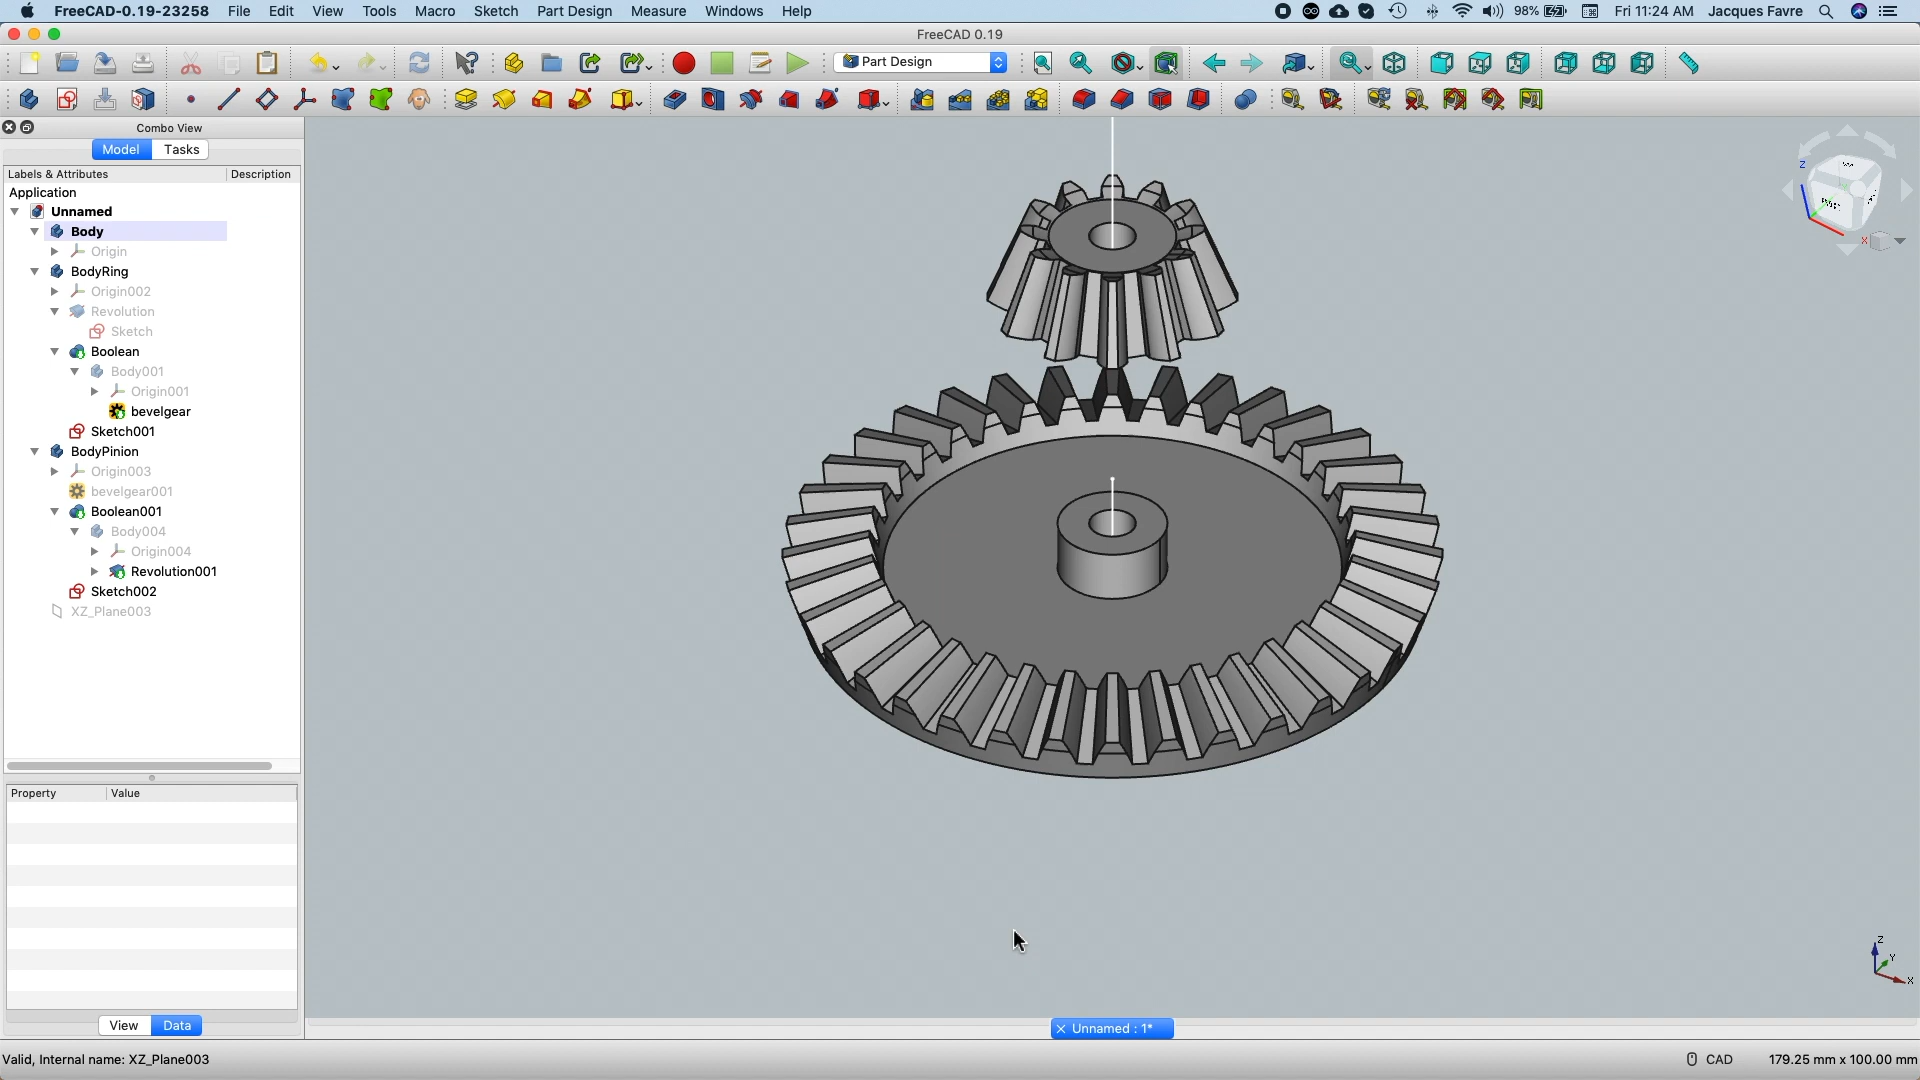 FreeCAD-0.19-23258 File Edit View Tools Macro Sketch Part Design Measure Windows Help 98% Fri 11:24 AM Jacques Favre
FreeCAD 0.19
Part Design
Combo View
Model Tasks
Labels & Attributes Description
Application
Unnamed
Body
Origin
BodyRing
Origin002
Revolution
Sketch
Boolean
Body001
Origin001
bevelgear
Sketch001
BodyPinion
Origin003
bevelgear001
Boolean001
Body004
Origin004
Revolution001
Sketch002
XZ_Plane003
Property Value
View Data
Z
X
Z
Y
X
Unnamed : 1*
Valid, Internal name: XZ_Plane003
CAD 179.25 mm x 100.00 mm